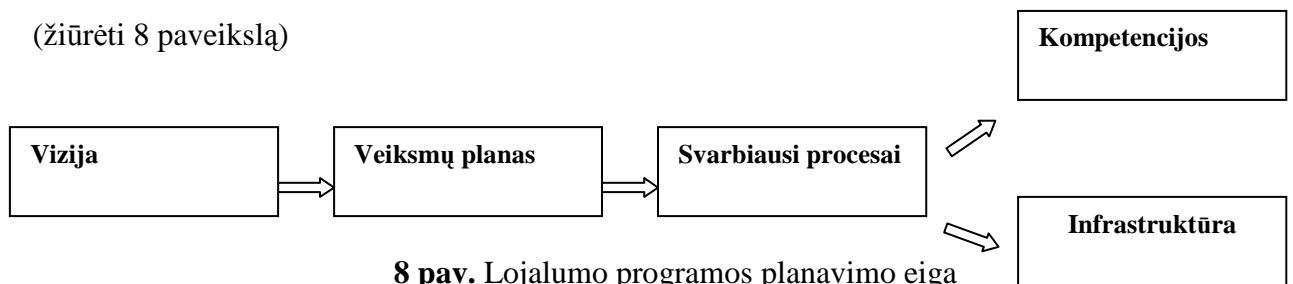 (žiūrėti 8 paveikslą)
Kompetencijos
Vizija
Veiksmų planas
Svarbiausi procesai
Infrastruktūra
8 pav. Lojalumo programos planavimo eiga